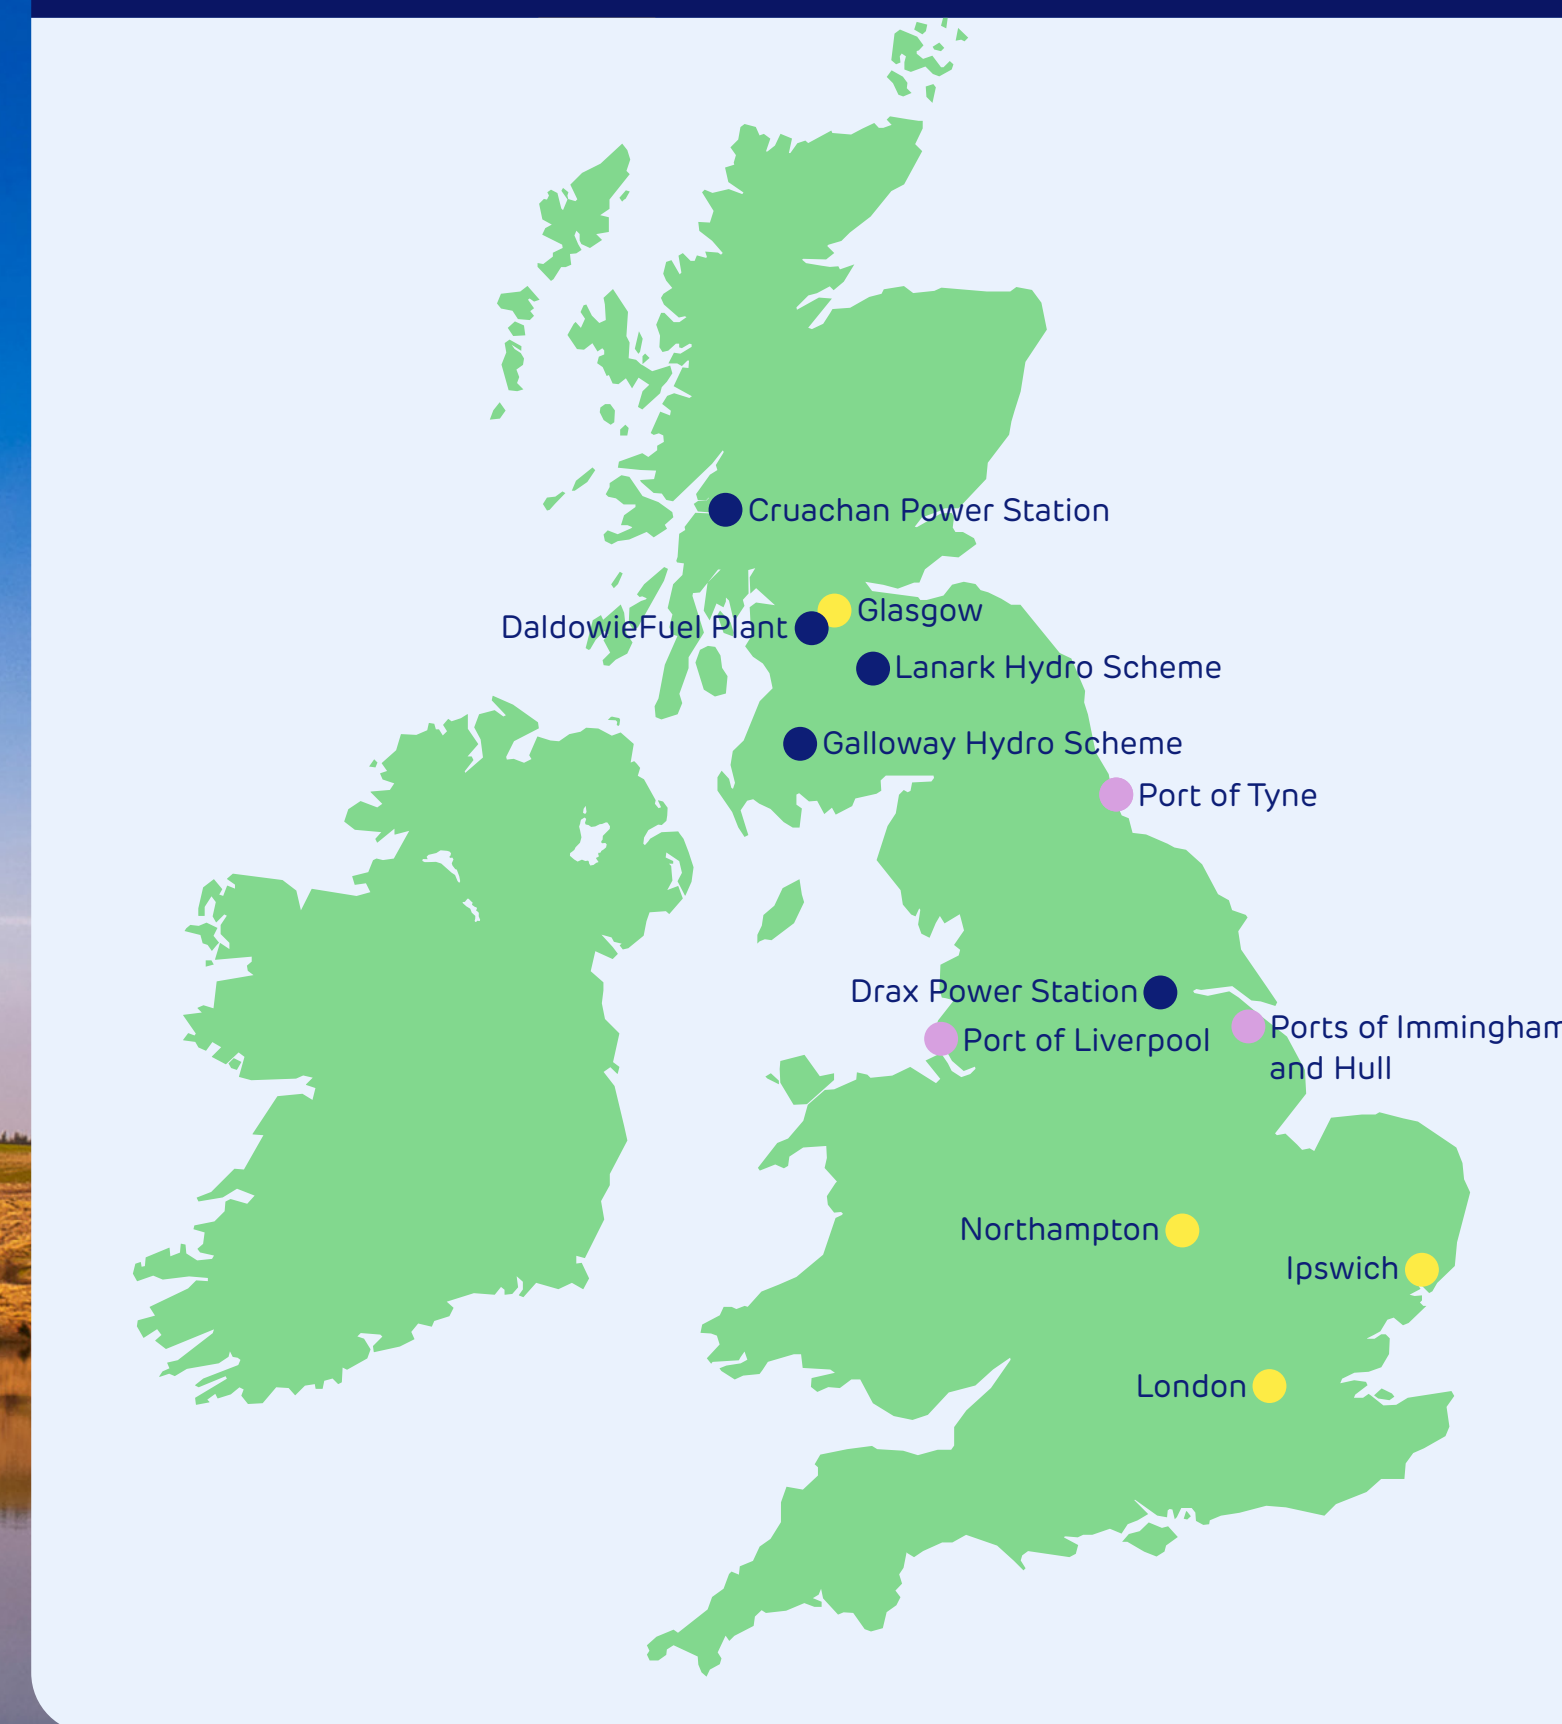 Cruachan Power Station
Glasgow
DaldowieFuel Plant
Lanark Hydro Scheme
Galloway Hydro Scheme
Port of Tyne
Drax Power Station
Ports of Immingham
and Hull
Port of Liverpool
Northampton
Ipswich
London